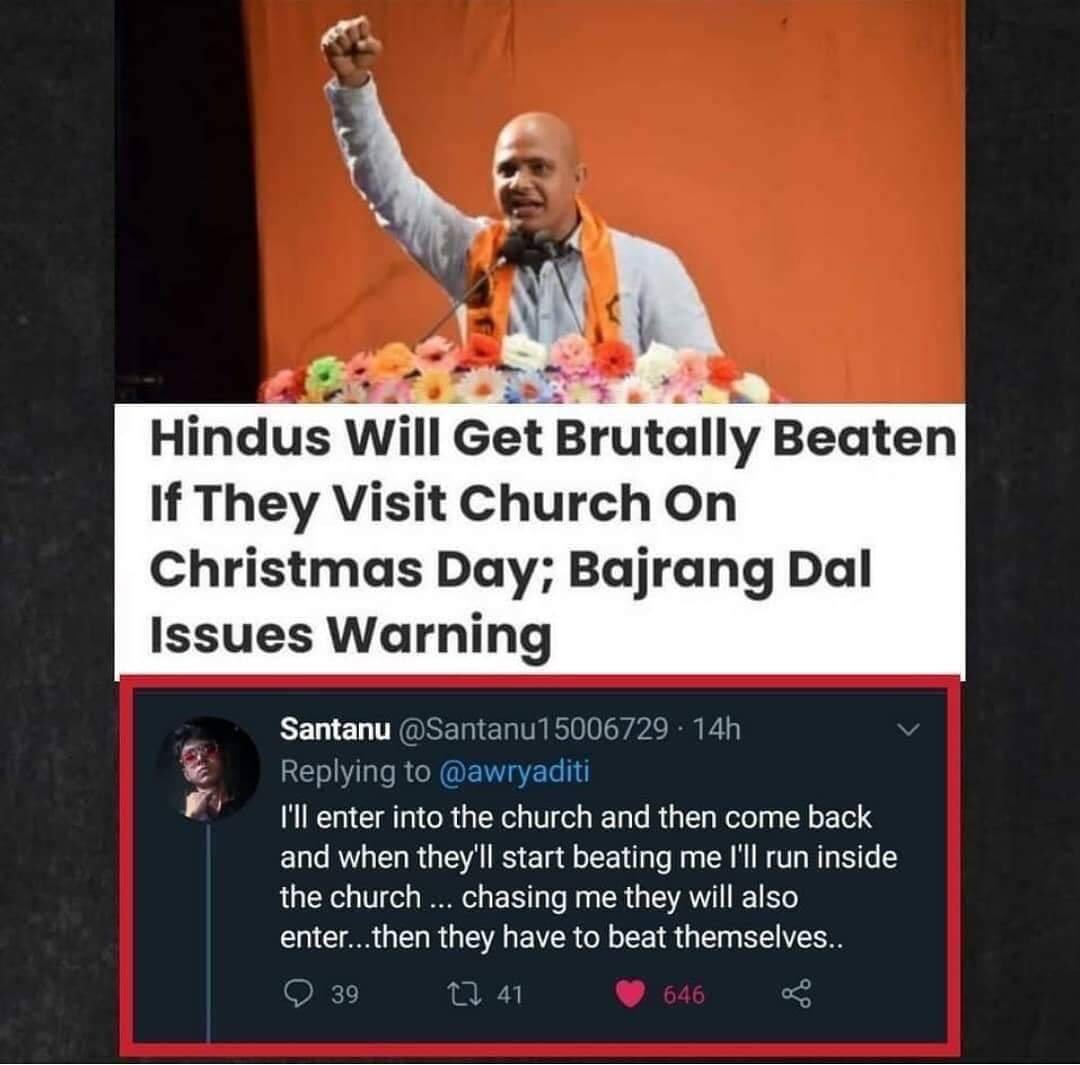 Hindus Will Get Brutally Beaten
If They Visit Church On
Christmas Day; Bajrang Dal
Issues Warning
Santanu @Santanu15006729 · 14h
Replying to @awryaditi
I'll enter into the church and then come back
and when they'll start beating me I'll run inside
the church ... chasing me they will also
enter...then they have to beat themselves..
39 41 646